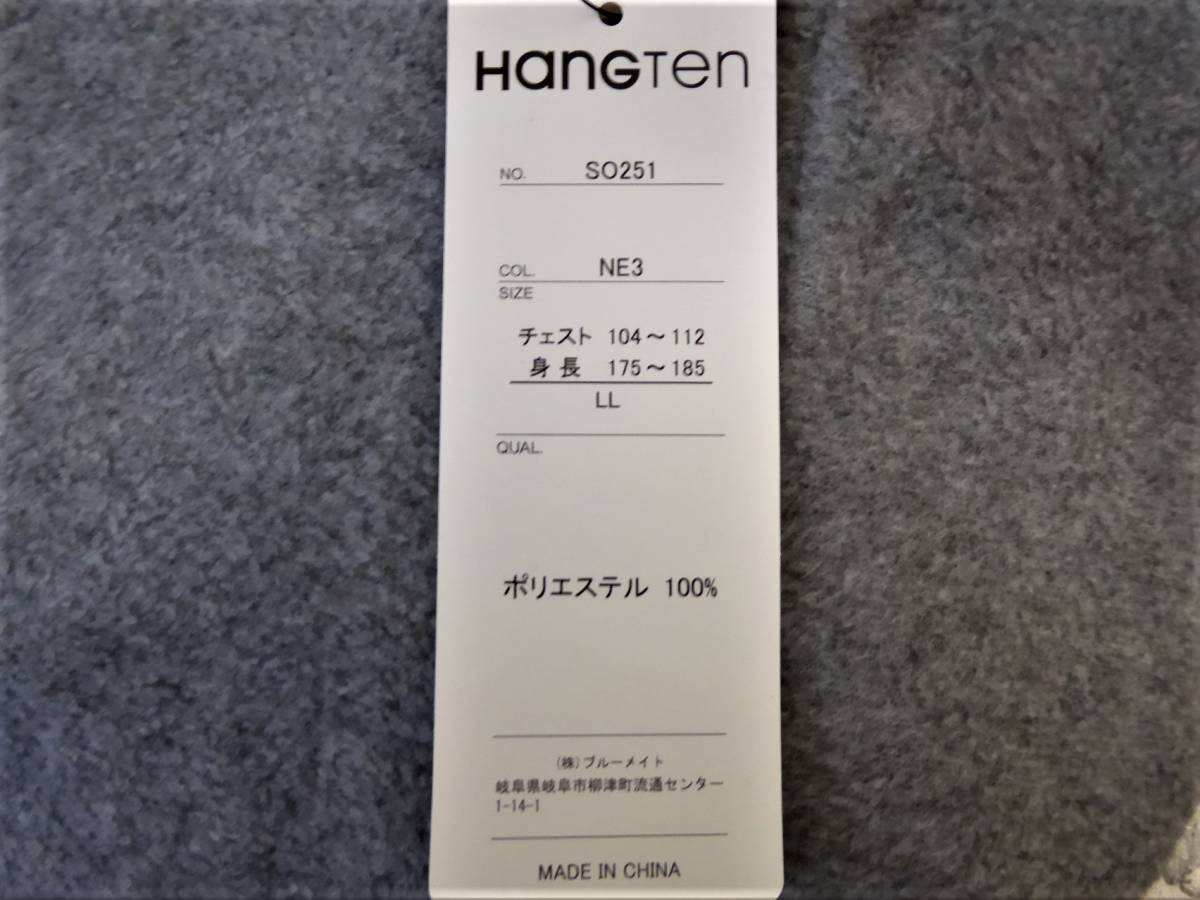 HANGTEN
NO. SO251
COL. NE3
SIZE
チェスト 104～112
身長 175～185
LL
QUAL.
ポリエステル 100%
(株)ブルーメイト
岐阜県岐阜市柳津町流通センター
1-14-1
MADE IN CHINA